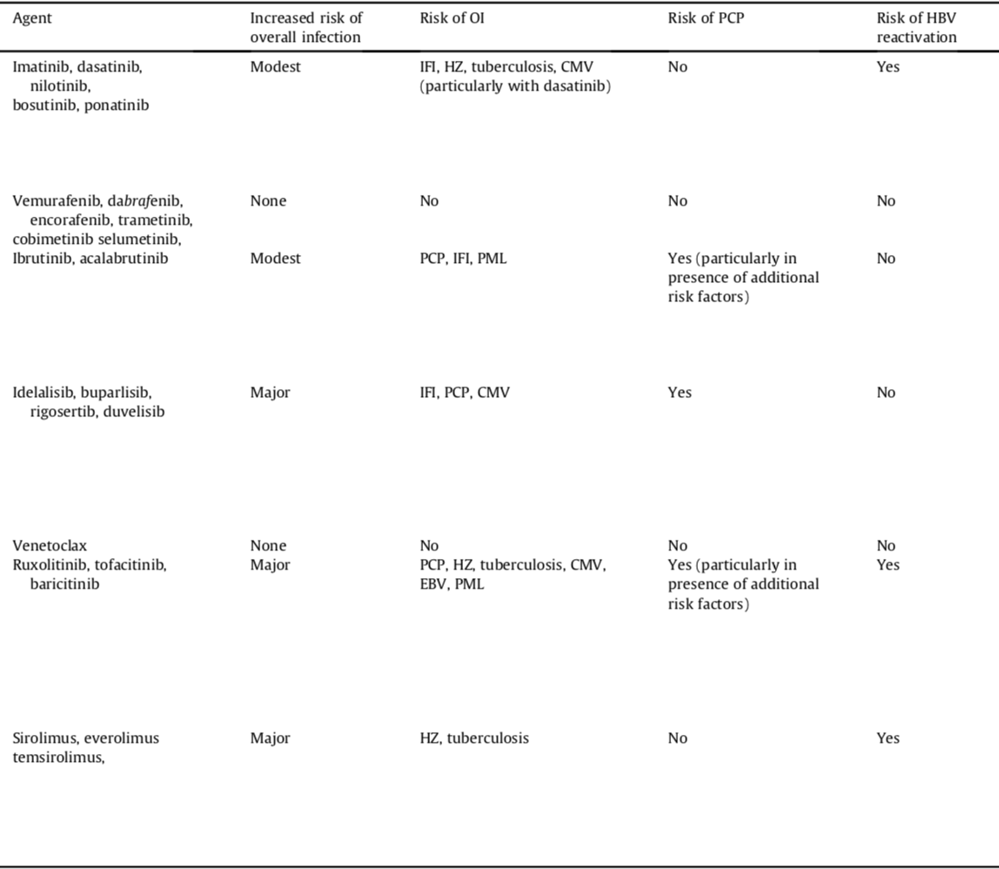 Agent
Increased risk of
overall infection
Risk of OI
Risk of PCP
Risk of HBV
reactivation
Imatinib, dasatinib,
nilotinib,
bosutinib, ponatinib
Modest
IFI, HZ, tuberculosis, CMV
(particularly with dasatinib)
No
Yes
Vemurafenib, dabrafenib,
encorafenib, trametinib,
cobimetinib selumetinib,
None
No
No
No
Ibrutinib, acalabrutinib
Modest
PCP, IFI, PML
Yes (particularly in
presence of additional
risk factors)
No
Idelalisib, buparlisib,
rigosertib, duvelisib
Major
IFI, PCP, CMV
Yes
No
Venetoclax
None
No
No
No
Ruxolitinib, tofacitinib,
baricitinib
Major
PCP, HZ, tuberculosis, CMV,
EBV, PML
Yes (particularly in
presence of additional
risk factors)
Yes
Sirolimus, everolimus
temsirolimus,
Major
HZ, tuberculosis
No
Yes